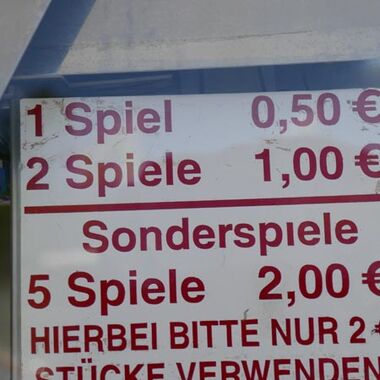 1 Spiel 0,50 €
2 Spiele 1,00 €
Sonderspiele
5 Spiele 2,00 €
HIERBEI BITTE NUR 2
STÜCKE VERWENDEN